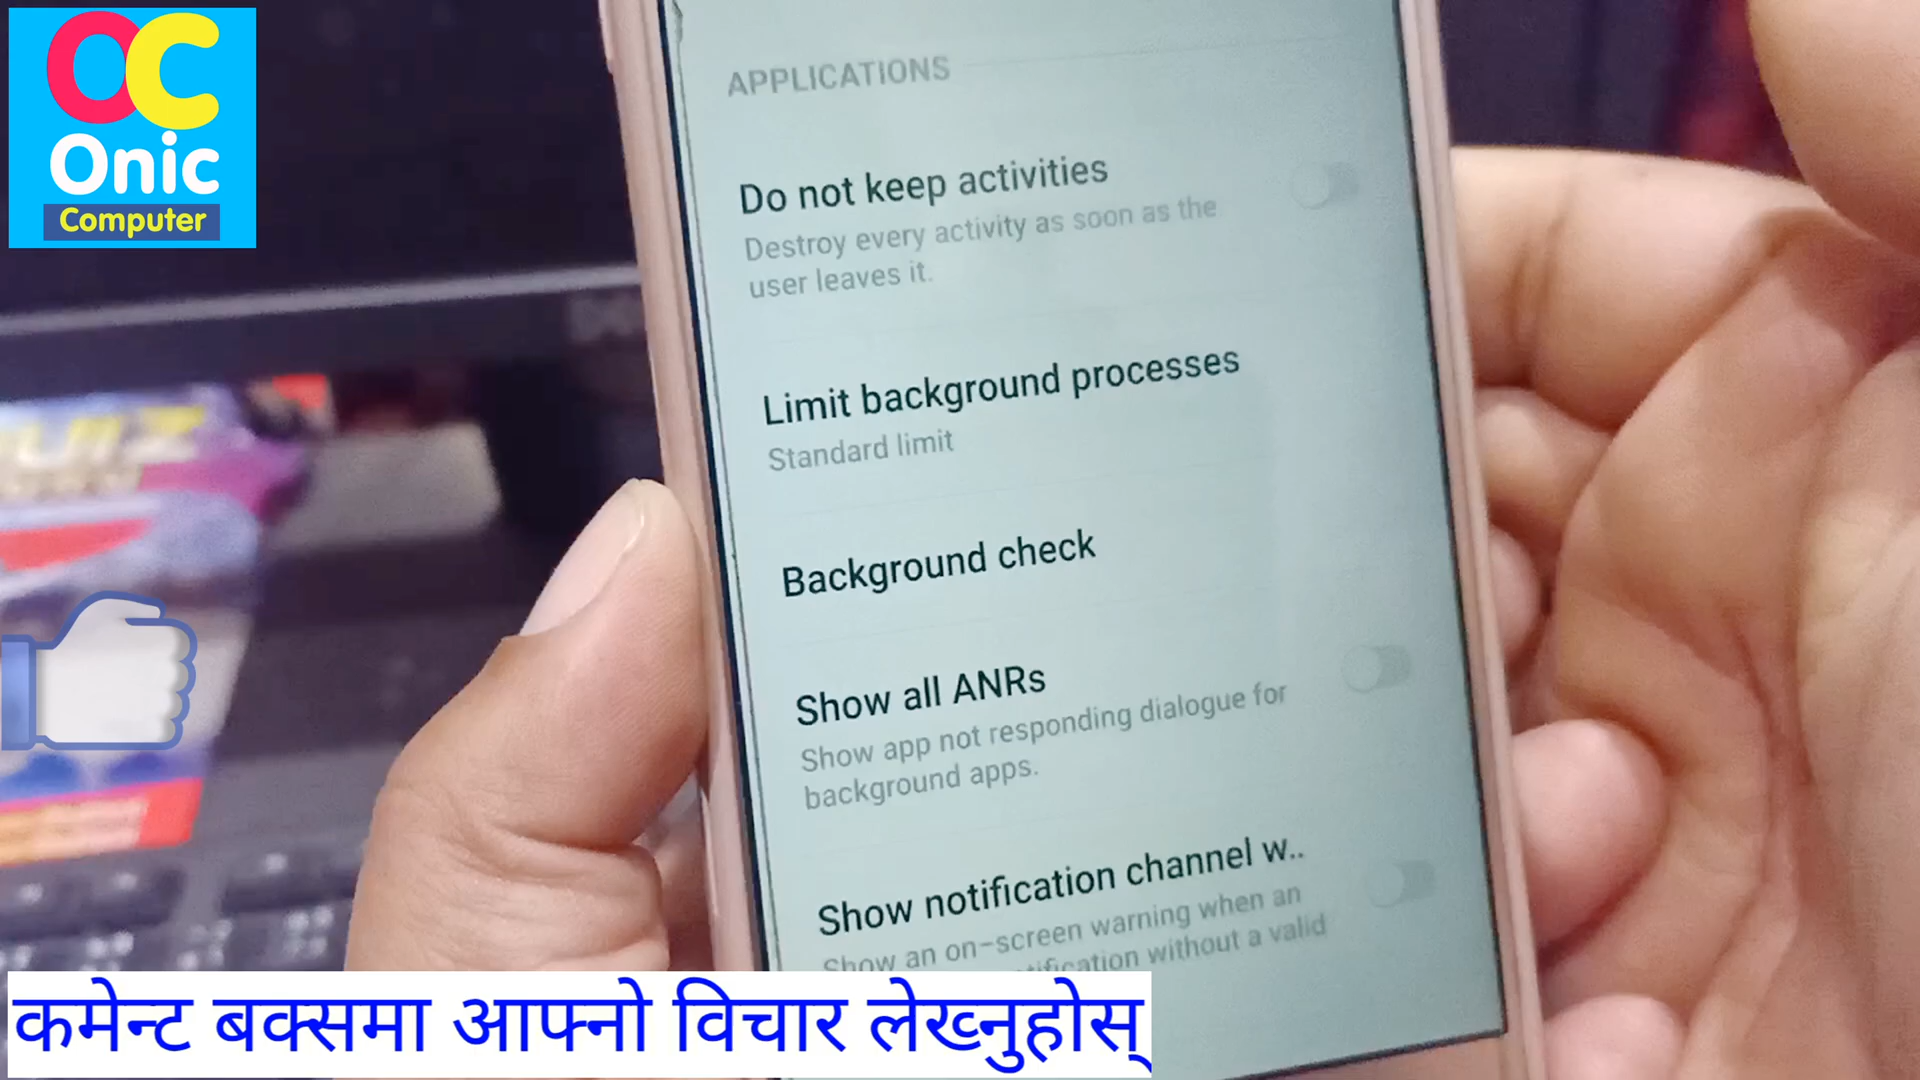 OC
Onic
Computer
APPLICATIONS
Do not keep activities
Destroy every activity as soon as the
user leaves it.
Limit background processes
Standard limit
Background check
Show all ANRs
Show app not responding dialogue for
background apps.
Show notification channel w..
Show an on-screen warning when an
notification without a valid
कमेन्ट बक्समा आफ्नो विचार लेख्नुहोस्